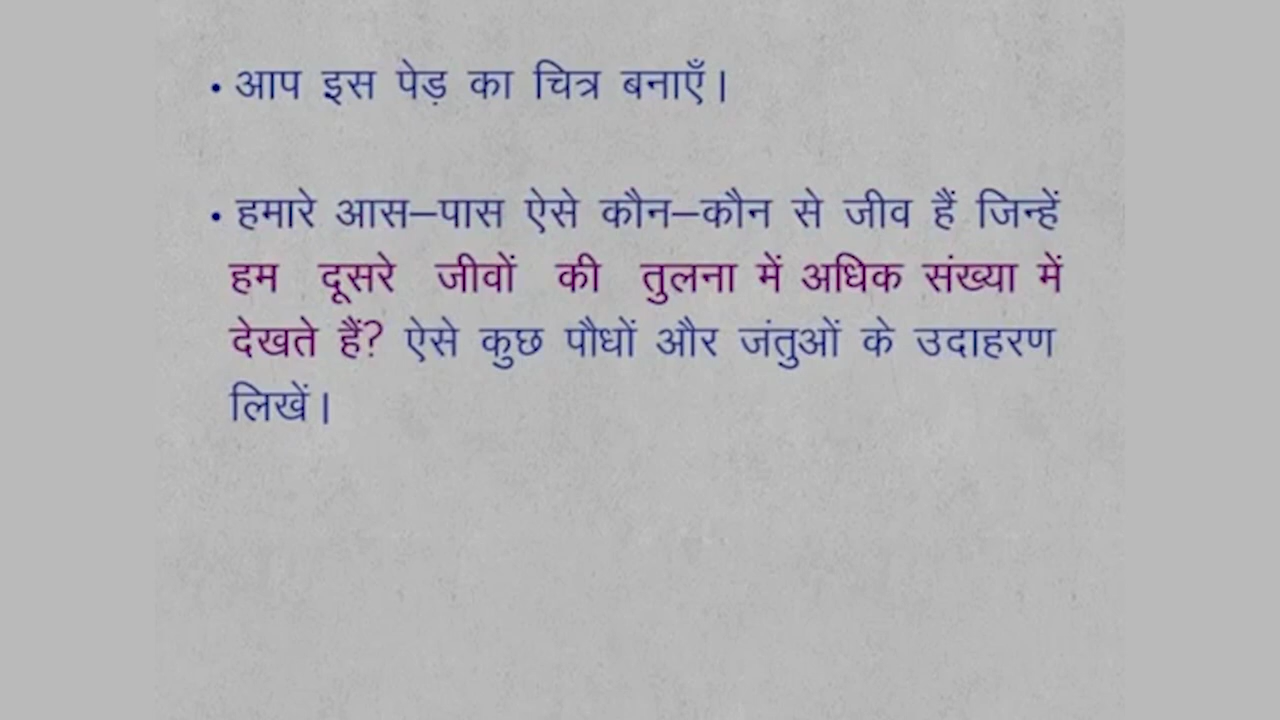 • आप इस पेड़ का चित्र बनाएँ।
• हमारे आस–पास ऐसे कौन–कौन से जीव हैं जिन्हें
हम दूसरे जीवों की तुलना में अधिक संख्या में
देखते हैं? ऐसे कुछ पौधों और जंतुओं के उदाहरण
लिखें।